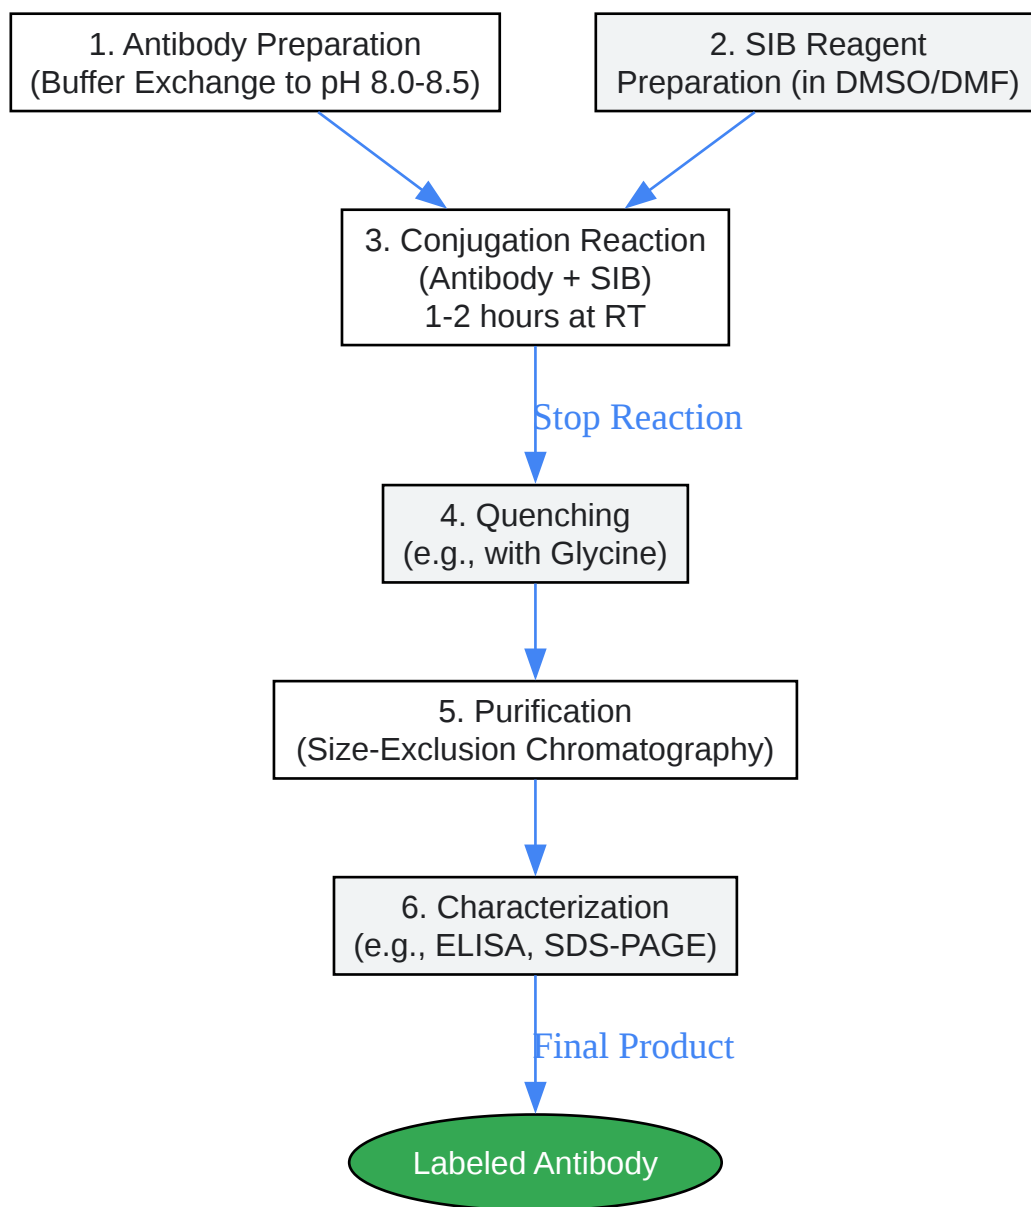 1. Antibody Preparation
(Buffer Exchange to pH 8.0-8.5)
2. SIB Reagent
Preparation (in DMSO/DMF)
3. Conjugation Reaction
(Antibody + SIB)
1-2 hours at RT
Stop Reaction
4. Quenching
(e.g., with Glycine)
5. Purification
(Size-Exclusion Chromatography)
6. Characterization
(e.g., ELISA, SDS-PAGE)
Final Product
Labeled Antibody